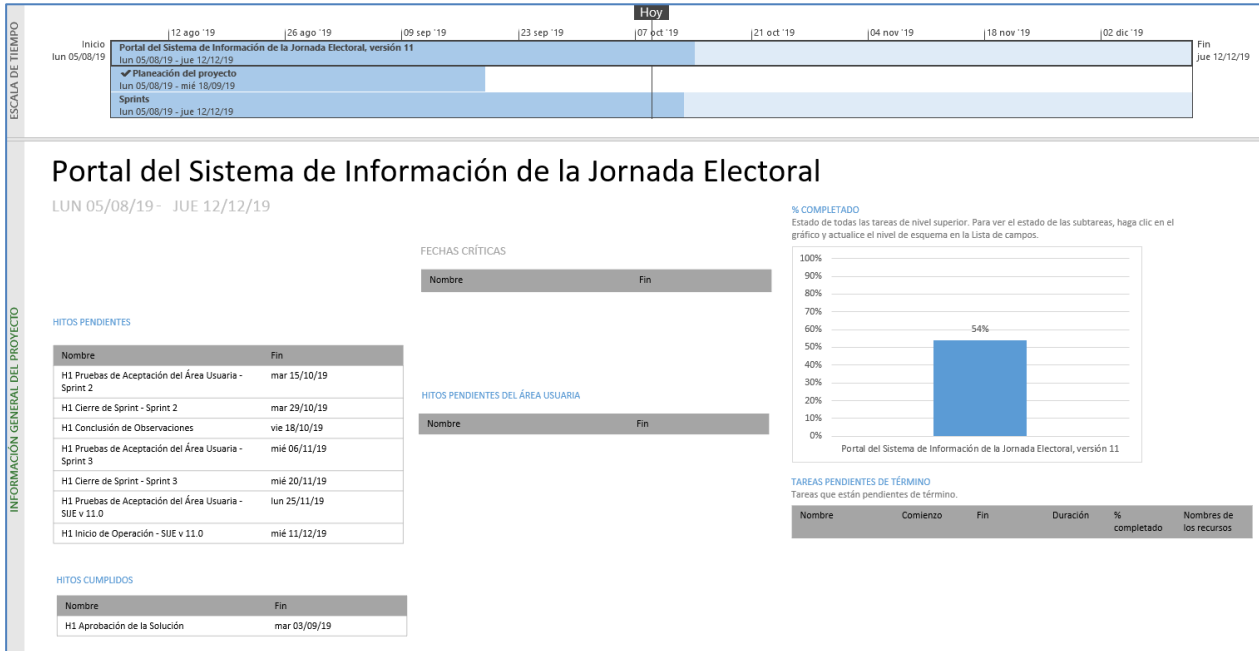 ESCALA DE TIEMPO
Hoy
12 ago '19
26 ago '19
09 sep '19
23 sep '19
07 oct '19
21 oct '19
04 nov '19
18 nov '19
02 dic '19
Inicio
lun 05/08/19
Portal del Sistema de Información de la Jornada Electoral, versión 11
lun 05/08/19 - jue 12/12/19
✔Planeación del proyecto
lun 05/08/19 - mié 18/09/19
Sprints
lun 05/08/19 - jue 12/12/19
Fin
jue 12/12/19
INFORMACIÓN GENERAL DEL PROYECTO
Portal del Sistema de Información de la Jornada Electoral
LUN 05/08/19 - JUE 12/12/19
HITOS PENDIENTES
Nombre Fin
H1 Pruebas de Aceptación del Área Usuaria - mar 15/10/19
Sprint 2
H1 Cierre de Sprint - Sprint 2 mar 29/10/19
H1 Conclusión de Observaciones vie 18/10/19
H1 Pruebas de Aceptación del Área Usuaria - mié 06/11/19
Sprint 3
H1 Cierre de Sprint - Sprint 3 mié 20/11/19
H1 Pruebas de Aceptación del Área Usuaria - lun 25/11/19
SIJE v 11.0
H1 Inicio de Operación - SIJE v 11.0 mié 11/12/19
HITOS CUMPLIDOS
Nombre Fin
H1 Aprobación de la Solución mar 03/09/19
FECHAS CRÍTICAS
Nombre Fin
HITOS PENDIENTES DEL ÁREA USUARIA
Nombre Fin
% COMPLETADO
Estado de todas las tareas de nivel superior. Para ver el estado de las subtareas, haga clic en el
gráfico y actualice el nivel de esquema en la Lista de campos.
100%
90%
80%
70%
60%
50%
40%
30%
20%
10%
0%
54%
Portal del Sistema de Información de la Jornada Electoral, versión 11
TAREAS PENDIENTES DE TÉRMINO
Tareas que están pendientes de término.
Nombre Comienzo Fin Duración % Nombres de
completado los recursos